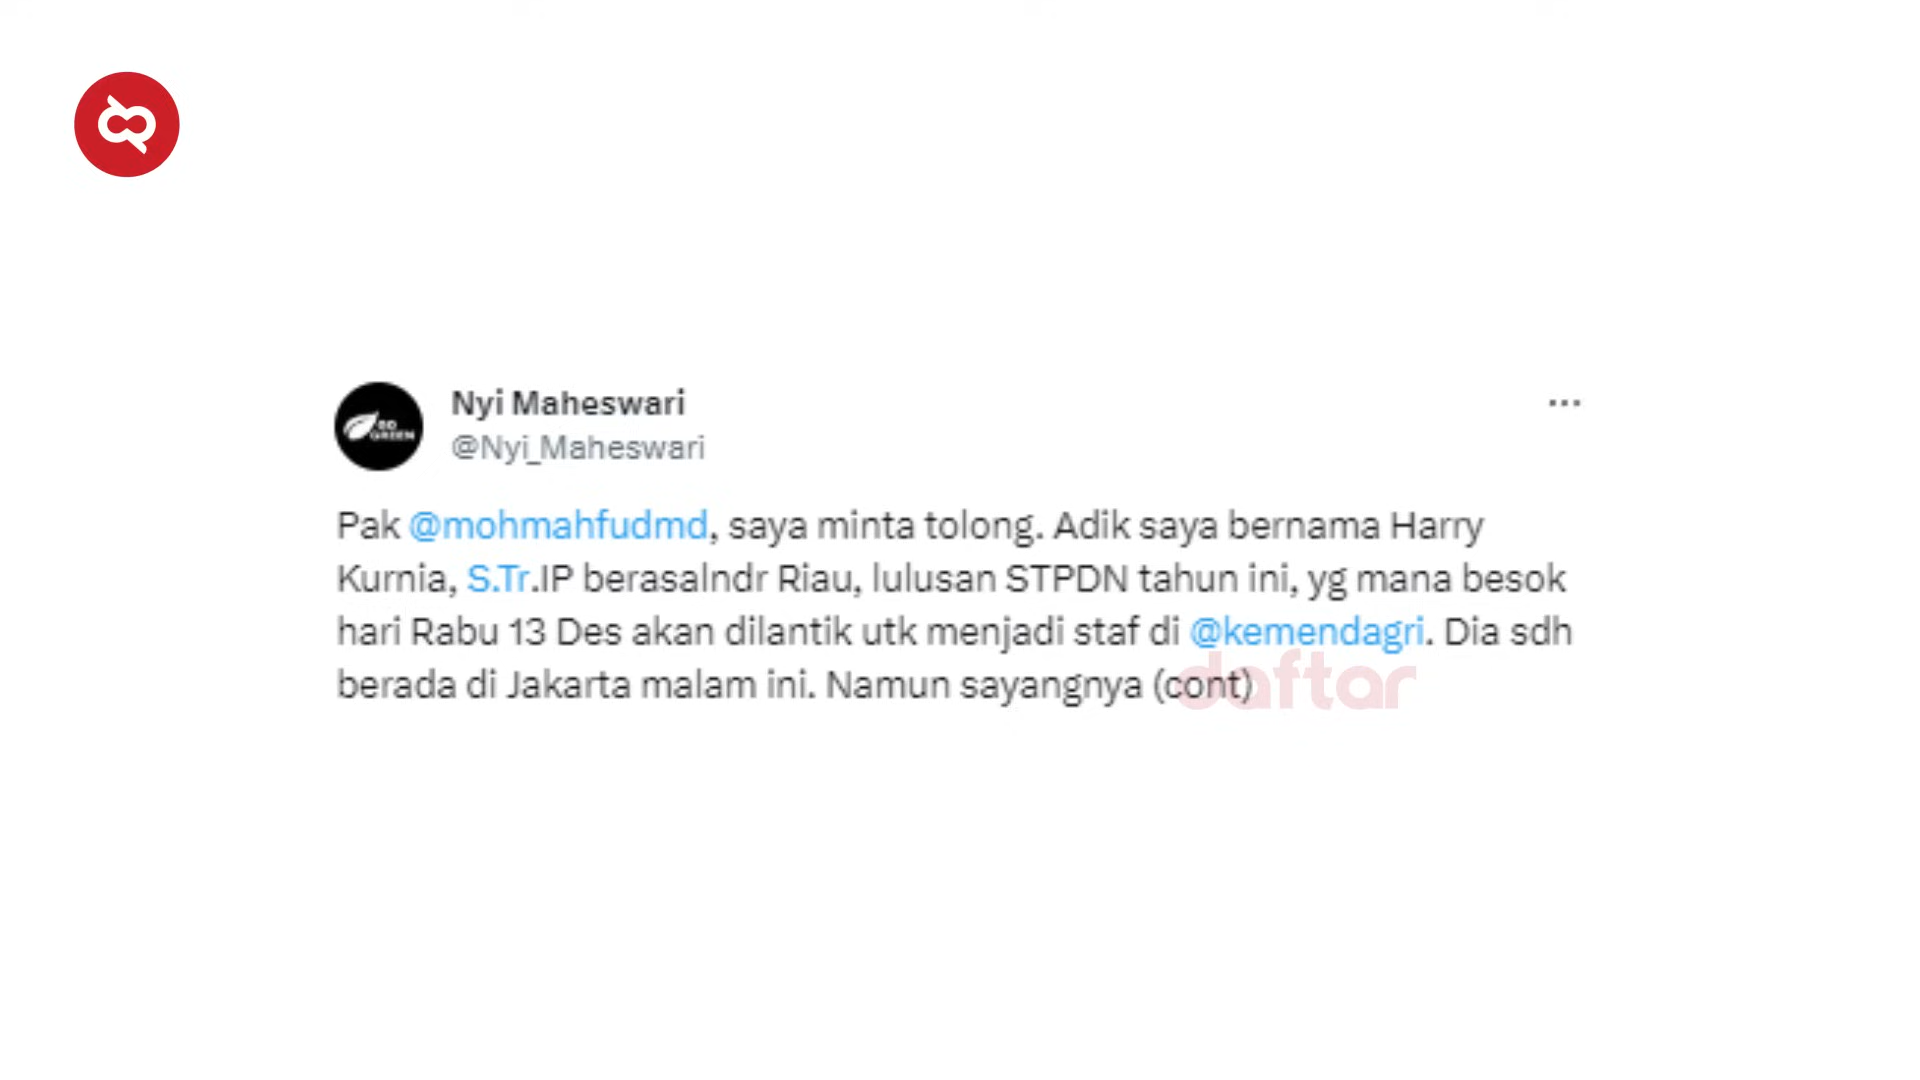 Nyi Maheswari
@Nyi_Maheswari
Pak @mohmahfudmd, saya minta tolong. Adik saya bernama Harry
Kurnia, S.Tr.IP berasalndr Riau, lulusan STPDN tahun ini, yg mana besok
hari Rabu 13 Des akan dilantik utk menjadi staf di @kemendagri. Dia sdh
berada di Jakarta malam ini. Namun sayangnya (cont)
daftar
GREEN